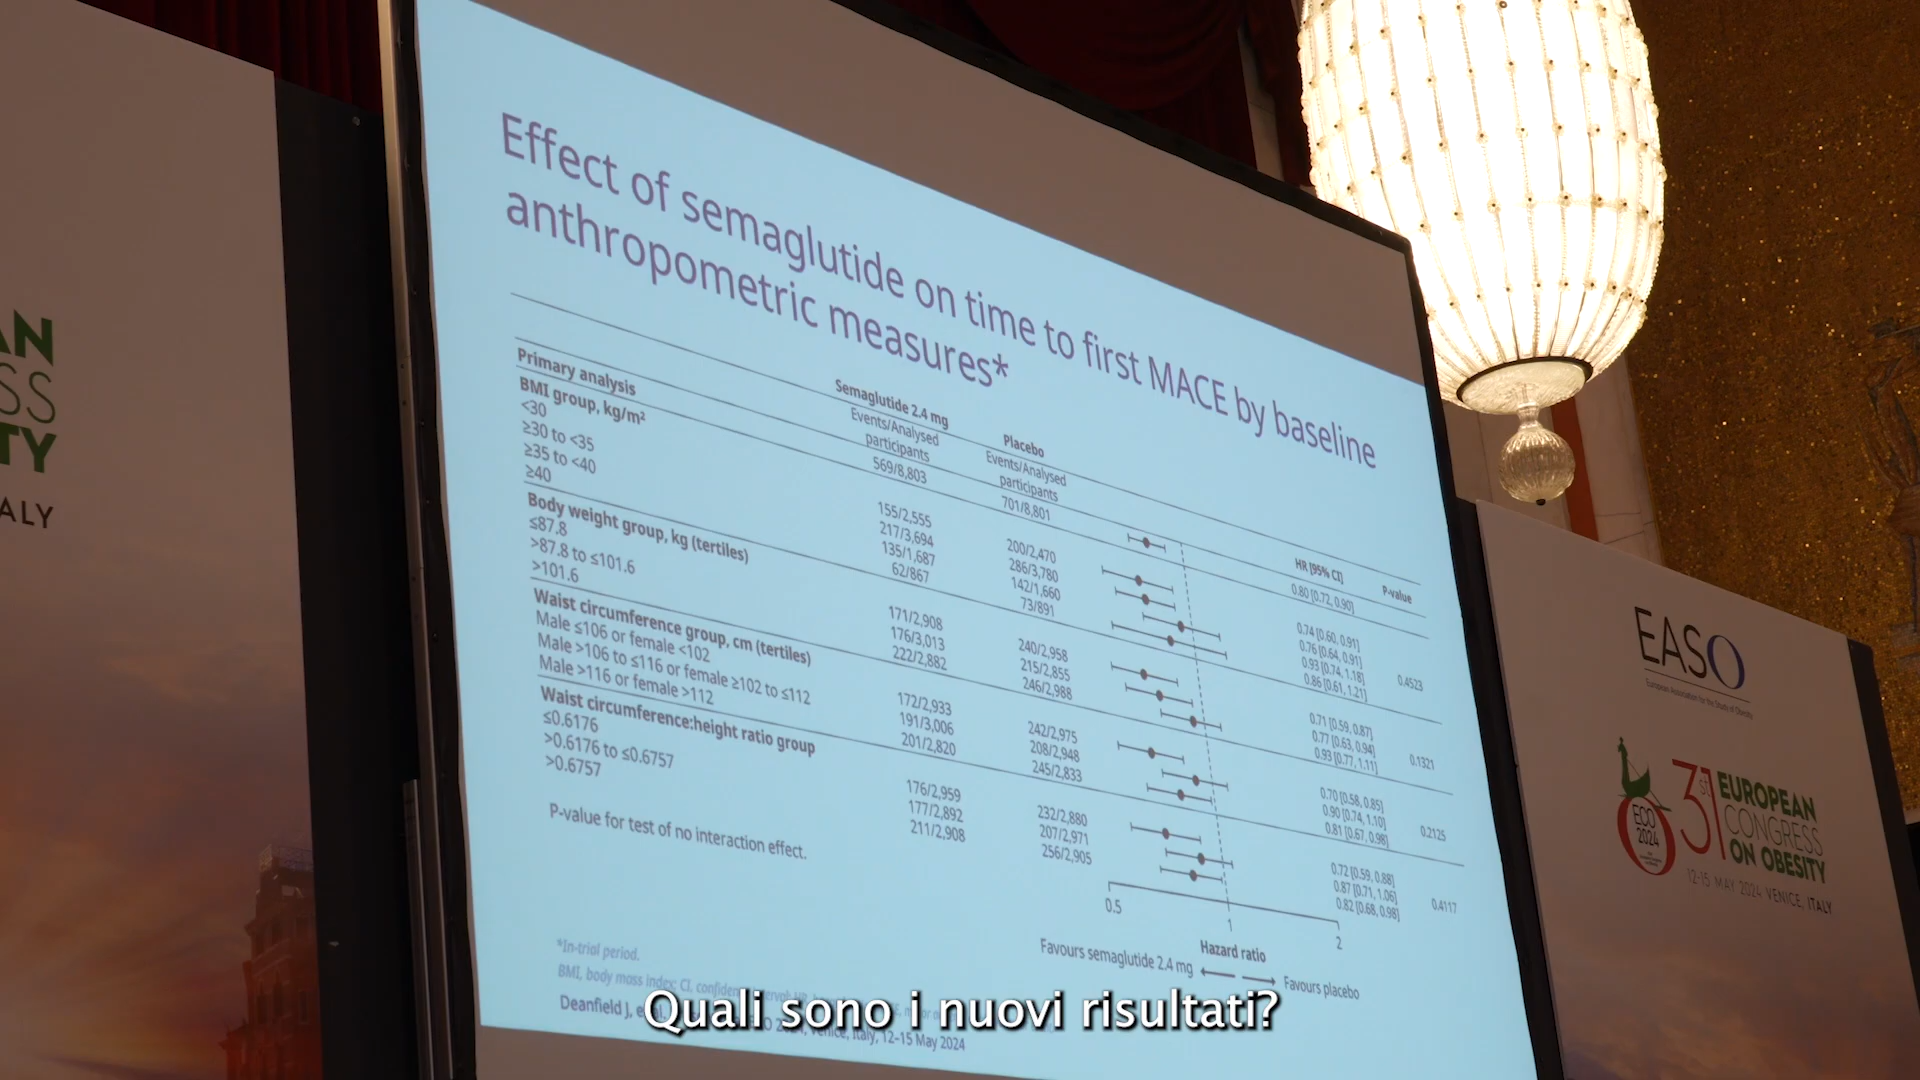 AN
SS
TY
ALY
Effect of semaglutide on time to first MACE by baseline
anthropometric measures*
Semaglutide 2.4 mg Placebo
Events/Analysed participants Events/Analysed participants HR [95% CI] P-value
Primary analysis 569/8,803 701/8,801 0.80 [0.72, 0.90]
BMI group, kg/m²
<30 155/2,555 200/2,470 0.74 [0.60, 0.91]
≥30 to <35 217/3,694 286/3,780 0.76 [0.64, 0.91]
≥35 to <40 135/1,687 142/1,660 0.93 [0.74, 1.18]
≥40 62/867 73/891 0.86 [0.61, 1.21] 0.4523
Body weight group, kg (tertiles)
≤87.8 171/2,908 240/2,958 0.71 [0.59, 0.87]
>87.8 to ≤101.6 176/3,013 215/2,855 0.77 [0.63, 0.94]
>101.6 222/2,882 246/2,988 0.93 [0.77, 1.11] 0.1321
Waist circumference group, cm (tertiles)
Male ≤106 or female <102 172/2,933 242/2,975 0.70 [0.58, 0.85]
Male >106 to ≤116 or female ≥102 to ≤112 191/3,006 208/2,948 0.90 [0.74, 1.10]
Male >116 or female >112 201/2,820 245/2,833 0.81 [0.67, 0.98] 0.2125
Waist circumference:height ratio group
≤0.6176 176/2,959 232/2,880 0.72 [0.59, 0.88]
>0.6176 to ≤0.6757 177/2,892 207/2,971 0.87 [0.71, 1.06]
>0.6757 211/2,908 256/2,905 0.82 [0.68, 0.98] 0.4117
P-value for test of no interaction effect.
0.5 1 2
Hazard ratio
Favours semaglutide 2.4 mg Favours placebo
*In-trial period.
BMI, body mass index; CI,
Deanfield J,
Venice, Italy, 12–15 May 2024
Quali sono i nuovi risultati?
EASO
European Association for the Study of Obesity
ECO
2024
31st EUROPEAN
CONGRESS
ON OBESITY
12-15 MAY 2024 VENICE, ITALY